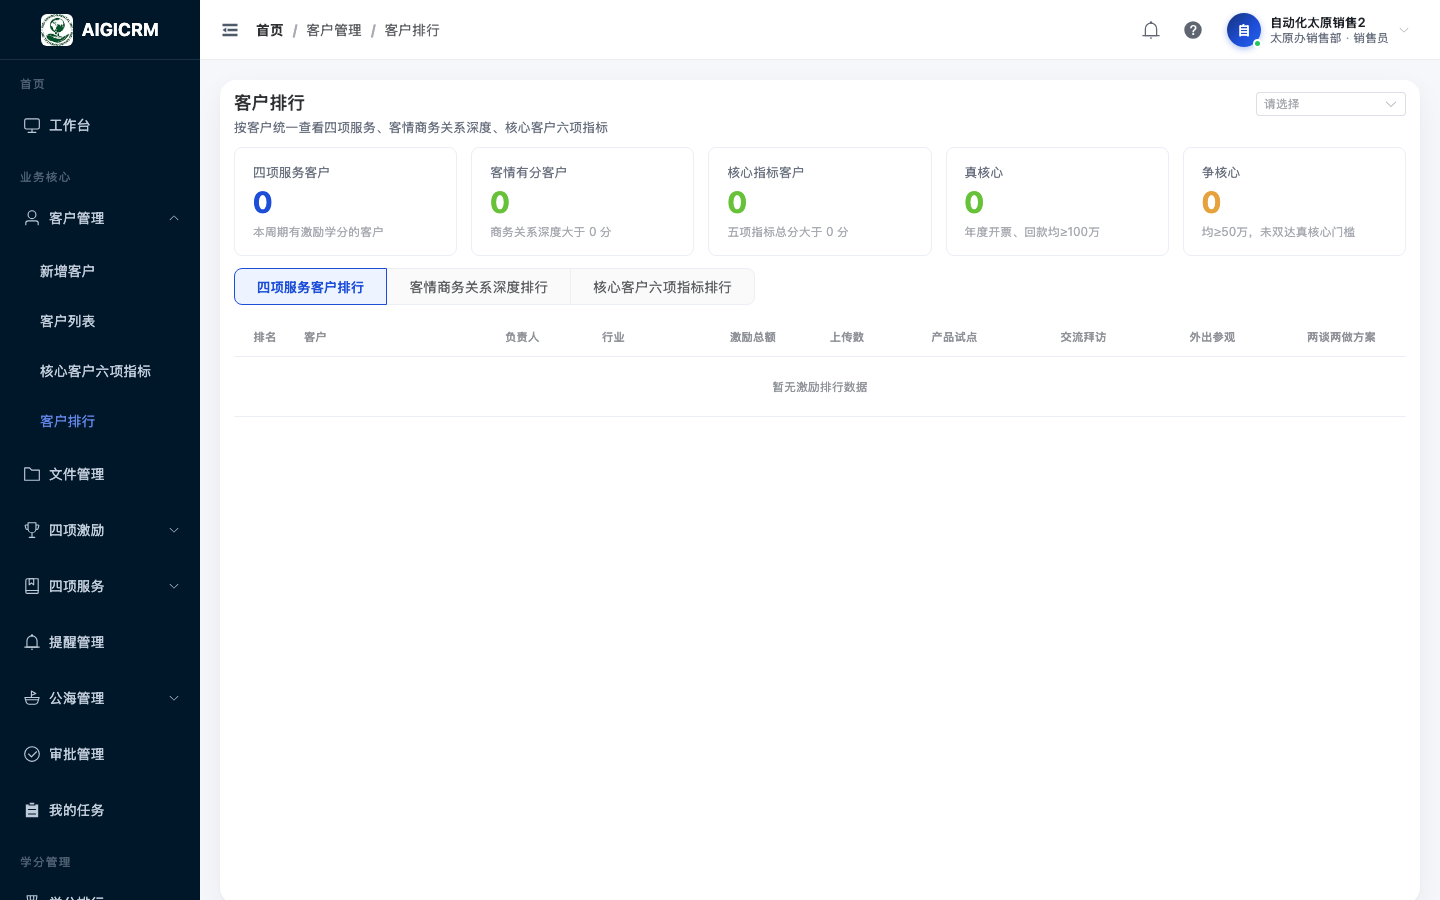 AIGICRM
首页 / 客户管理 / 客户排行
自
自动化太原销售2
太原办销售部 · 销售员
首页
工作台
业务核心
客户管理
新增客户
客户列表
核心客户六项指标
客户排行
文件管理
四项激励
四项服务
提醒管理
公海管理
审批管理
我的任务
学分管理
客户排行
请选择
按客户统一查看四项服务、客情商务关系深度、核心客户六项指标
四项服务客户
0
本周期有激励学分的客户
客情有分客户
0
商务关系深度大于 0 分
核心指标客户
0
五项指标总分大于 0 分
真核心
0
年度开票、回款均≥100万
争核心
0
均≥50万，未双达真核心门槛
四项服务客户排行 客情商务关系深度排行 核心客户六项指标排行
排名 客户 负责人 行业 激励总额 上传数 产品试点 交流拜访 外出参观 两谈两做方案
暂无激励排行数据